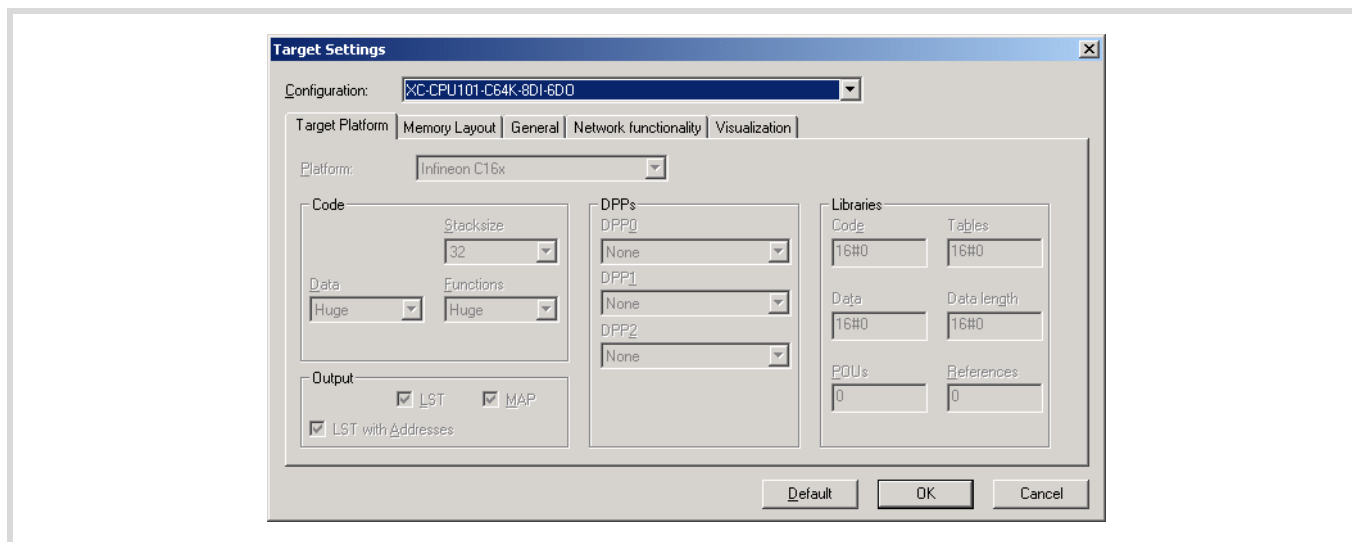 Target Settings
Configuration: XC-CPU101-C64K-8DI-6DO
Target Platform Memory Layout General Network functionality Visualization
Platform: Infineon C16x
Code
Stacksize
32
Data Functions
Huge Huge
Output
LST MAP
LST with Addresses
DPPs
DPP0
None
DPP1
None
DPP2
None
Libraries
Code Tables
16#0 16#0
Data Data length
16#0 16#0
POUs References
0 0
Default OK Cancel